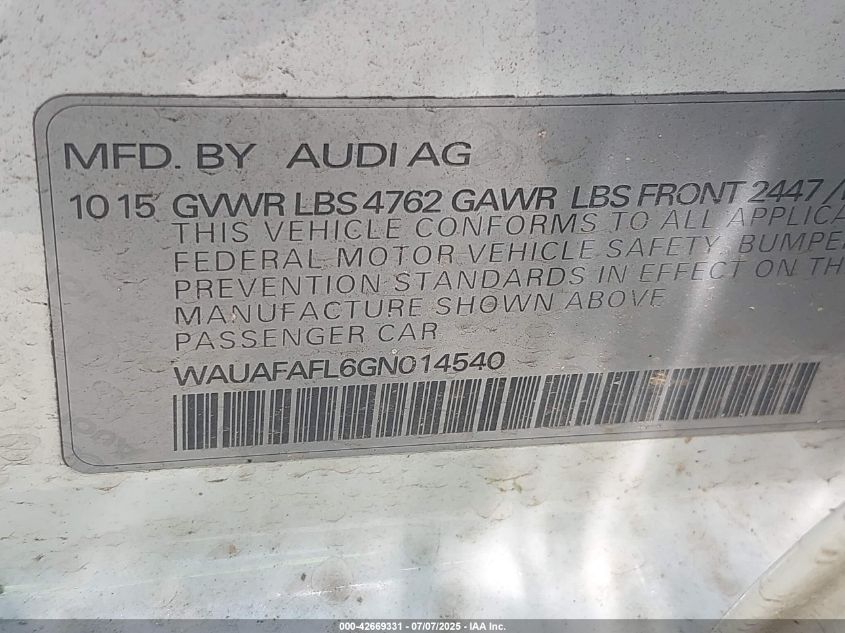 MFD. BY AUDI AG
10 15 GVWR LBS 4762 GAWR LBS FRONT 2447 /
THIS VEHICLE CONFORMS TO ALL APPLICA
FEDERAL MOTOR VEHICLE SAFETY, BUMPE
PREVENTION STANDARDS IN EFFECT ON TH
MANUFACTURE SHOWN ABOVE
PASSENGER CAR
WAUAFAFL6GN014540
000-42669331 - 07/07/2025 - IAA Inc.